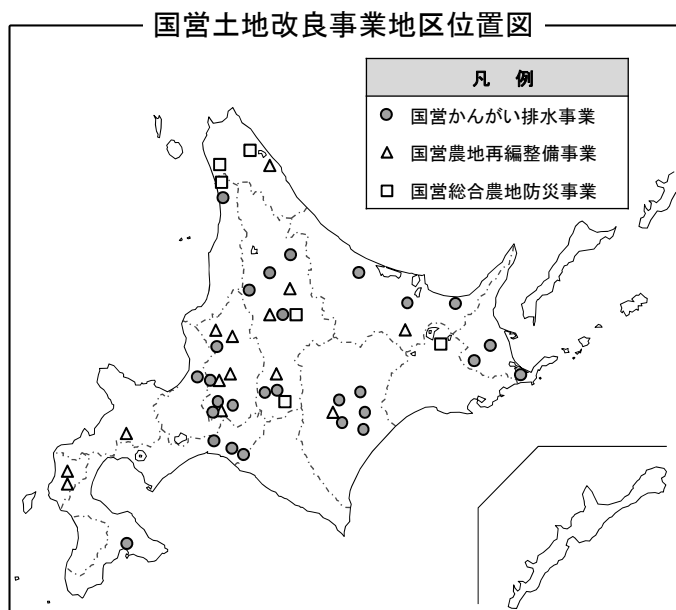 国営土地改良事業地区位置図
凡 例
国営かんがい排水事業
国営農地再編整備事業
国営総合農地防災事業